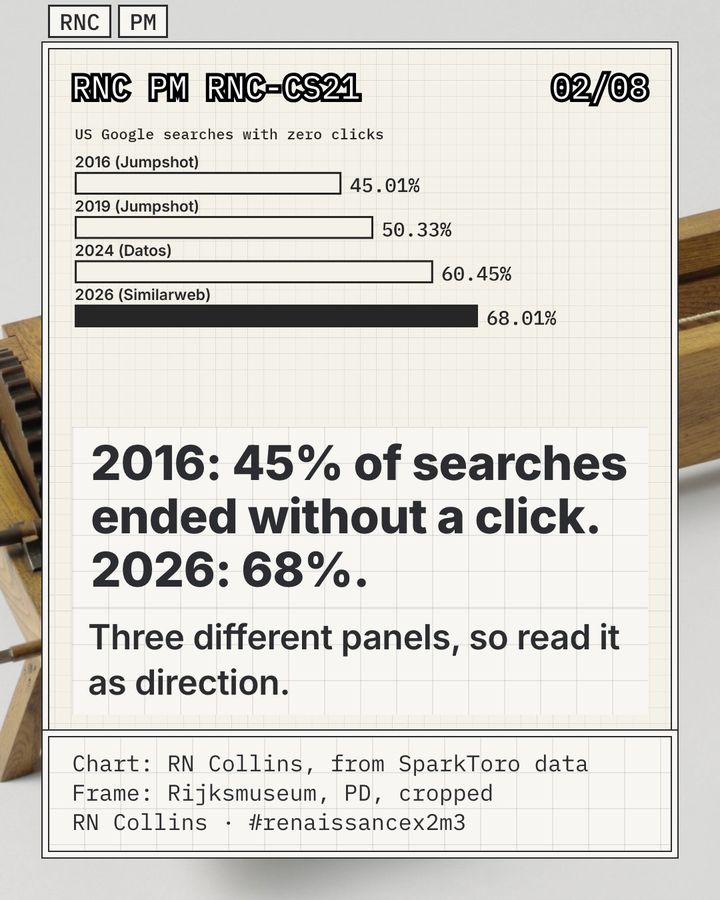 RNC PM
RNC PM RNC-CS21 02/08
US Google searches with zero clicks
2016 (Jumpshot)
45.01%
2019 (Jumpshot)
50.33%
2024 (Datos)
60.45%
2026 (Similarweb)
68.01%
2016: 45% of searches
ended without a click.
2026: 68%.
Three different panels, so read it
as direction.
Chart: RN Collins, from SparkToro data
Frame: Rijksmuseum, PD, cropped
RN Collins · #renaissancex2m3